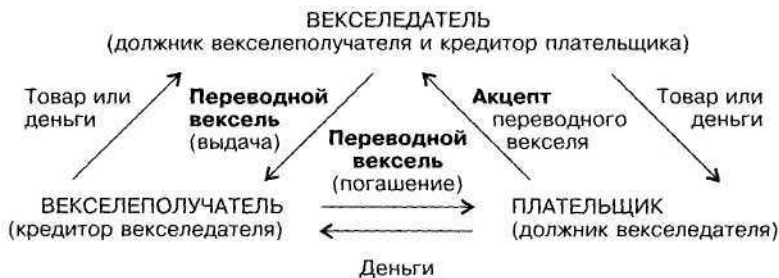 ВЕКСЕЛЕДАТЕЛЬ
(должник векселеполучателя и кредитор плательщика)
Товар или
деньги
Переводной
вексель
(выдача)
Акцепт
переводного
векселя
Товар или
деньги
Переводной
вексель
(погашение)
ВЕКСЕЛЕПОЛУЧАТЕЛЬ
(кредитор векселедателя)
ПЛАТЕЛЬЩИК
(должник векселедателя)
Деньги